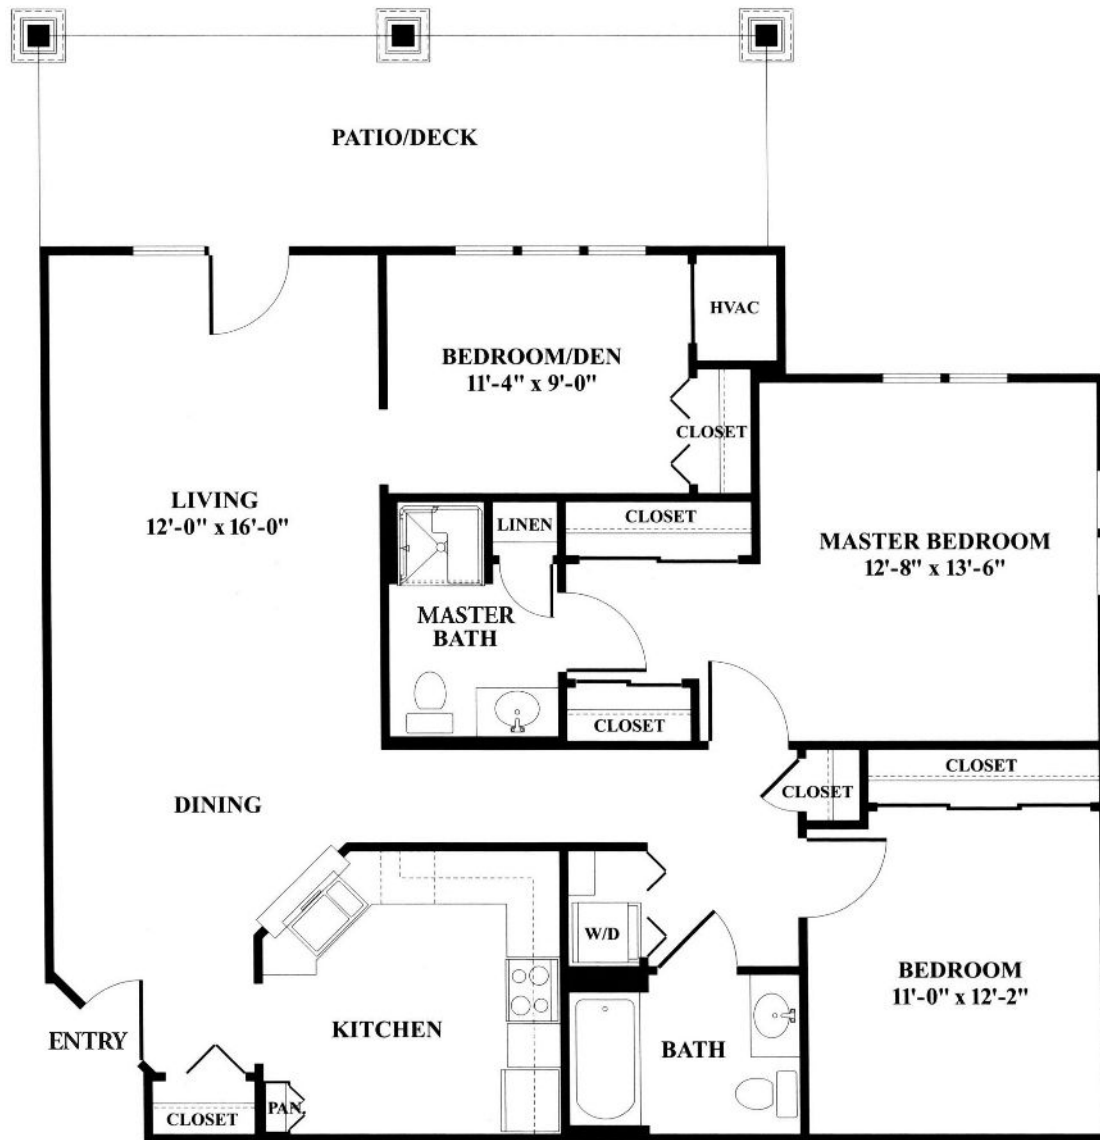 PATIO/DECK
HVAC
BEDROOM/DEN
11'-4" x 9'-0"
CLOSET
LIVING
12'-0" x 16'-0"
LINEN
CLOSET
MASTER BEDROOM
12'-8" x 13'-6"
MASTER
BATH
CLOSET
CLOSET
CLOSET
DINING
W/D
BEDROOM
11'-0" x 12'-2"
ENTRY
KITCHEN
BATH
PAN.
CLOSET